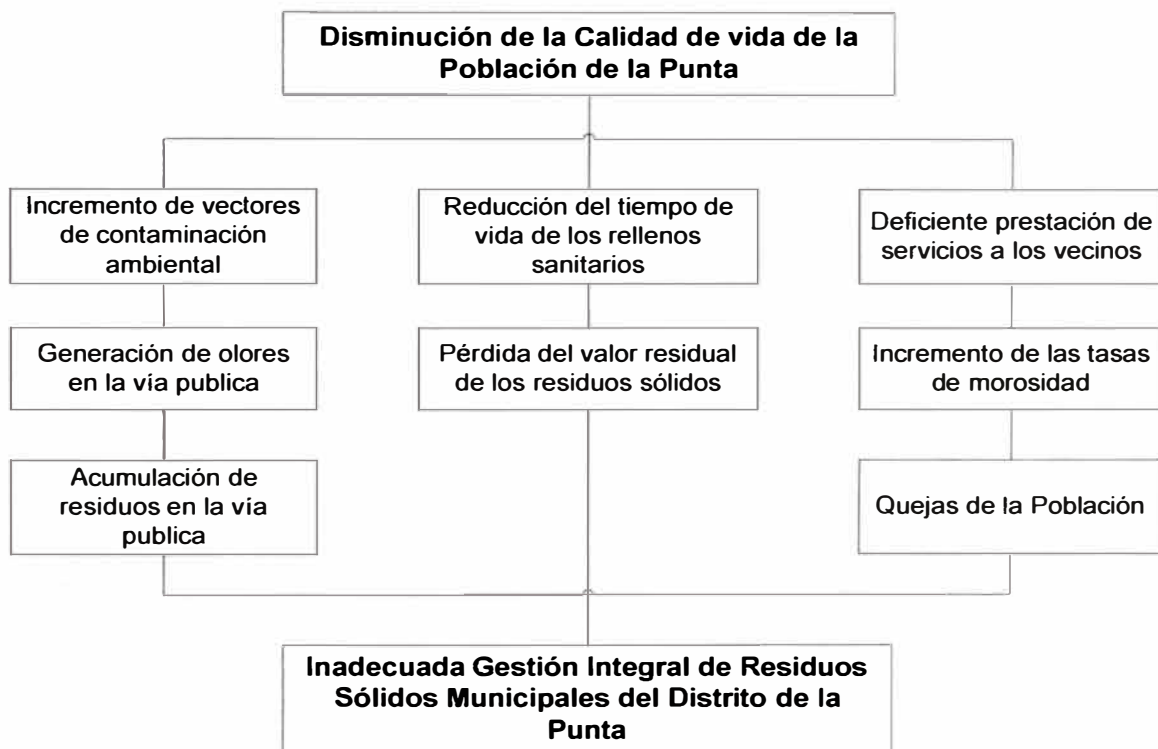 Disminución de la Calidad de vida de la
Población de la Punta
Incremento de vectores
de contaminación
ambiental
Reducción del tiempo de
vida de los rellenos
sanitarios
Deficiente prestación de
servicios a los vecinos
Generación de olores
en la vía publica
Pérdida del valor residual
de los residuos sólidos
Incremento de las tasas
de morosidad
Acumulación de
residuos en la vía
publica
Quejas de la Población
Inadecuada Gestión Integral de Residuos
Sólidos Municipales del Distrito de la
Punta